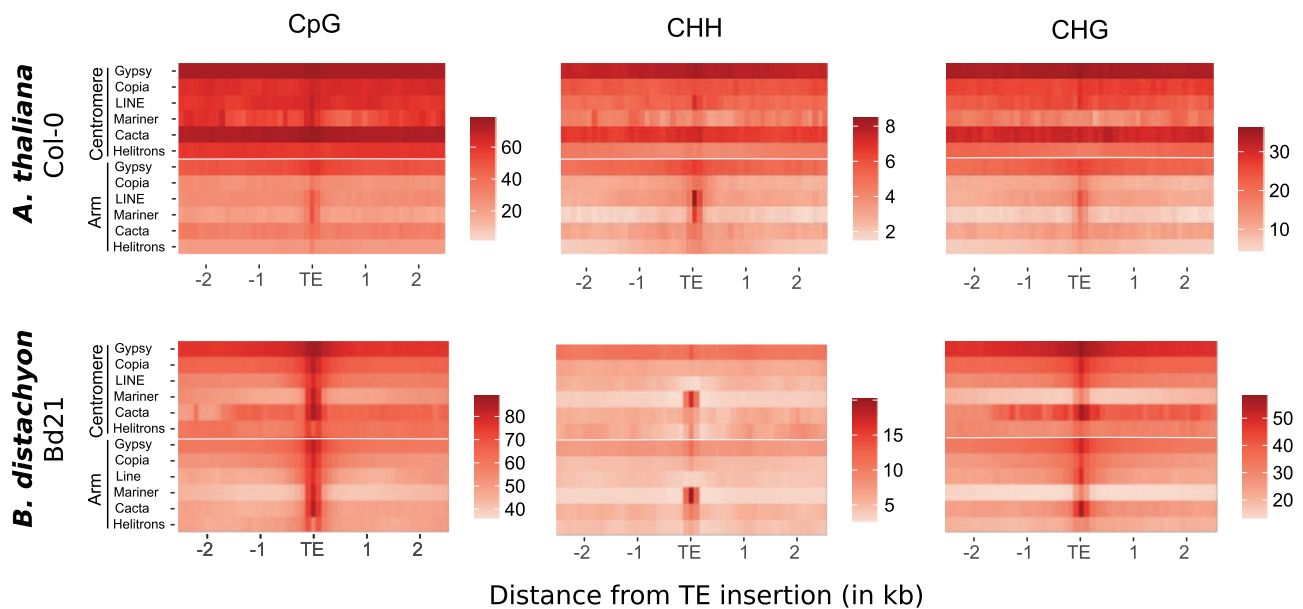 CpG CHH CHG
A. thaliana
Col-0
Centromere
Gypsy
Copia
LINE
Mariner
Cacta
Helitrons
Arm
Gypsy
Copia
LINE
Mariner
Cacta
Helitrons
60
40
20
8
6
4
2
30
20
10
-2 -1 TE 1 2 -2 -1 TE 1 2 -2 -1 TE 1 2
B. distachyon
Bd21
Centromere
Gypsy
Copia
LINE
Mariner
Cacta
Helitrons
Arm
Gypsy
Copia
Line
Mariner
Cacta
Helitrons
80
70
60
50
40
15
10
5
50
40
30
20
-2 -1 TE 1 2 -2 -1 TE 1 2 -2 -1 TE 1 2
Distance from TE insertion (in kb)